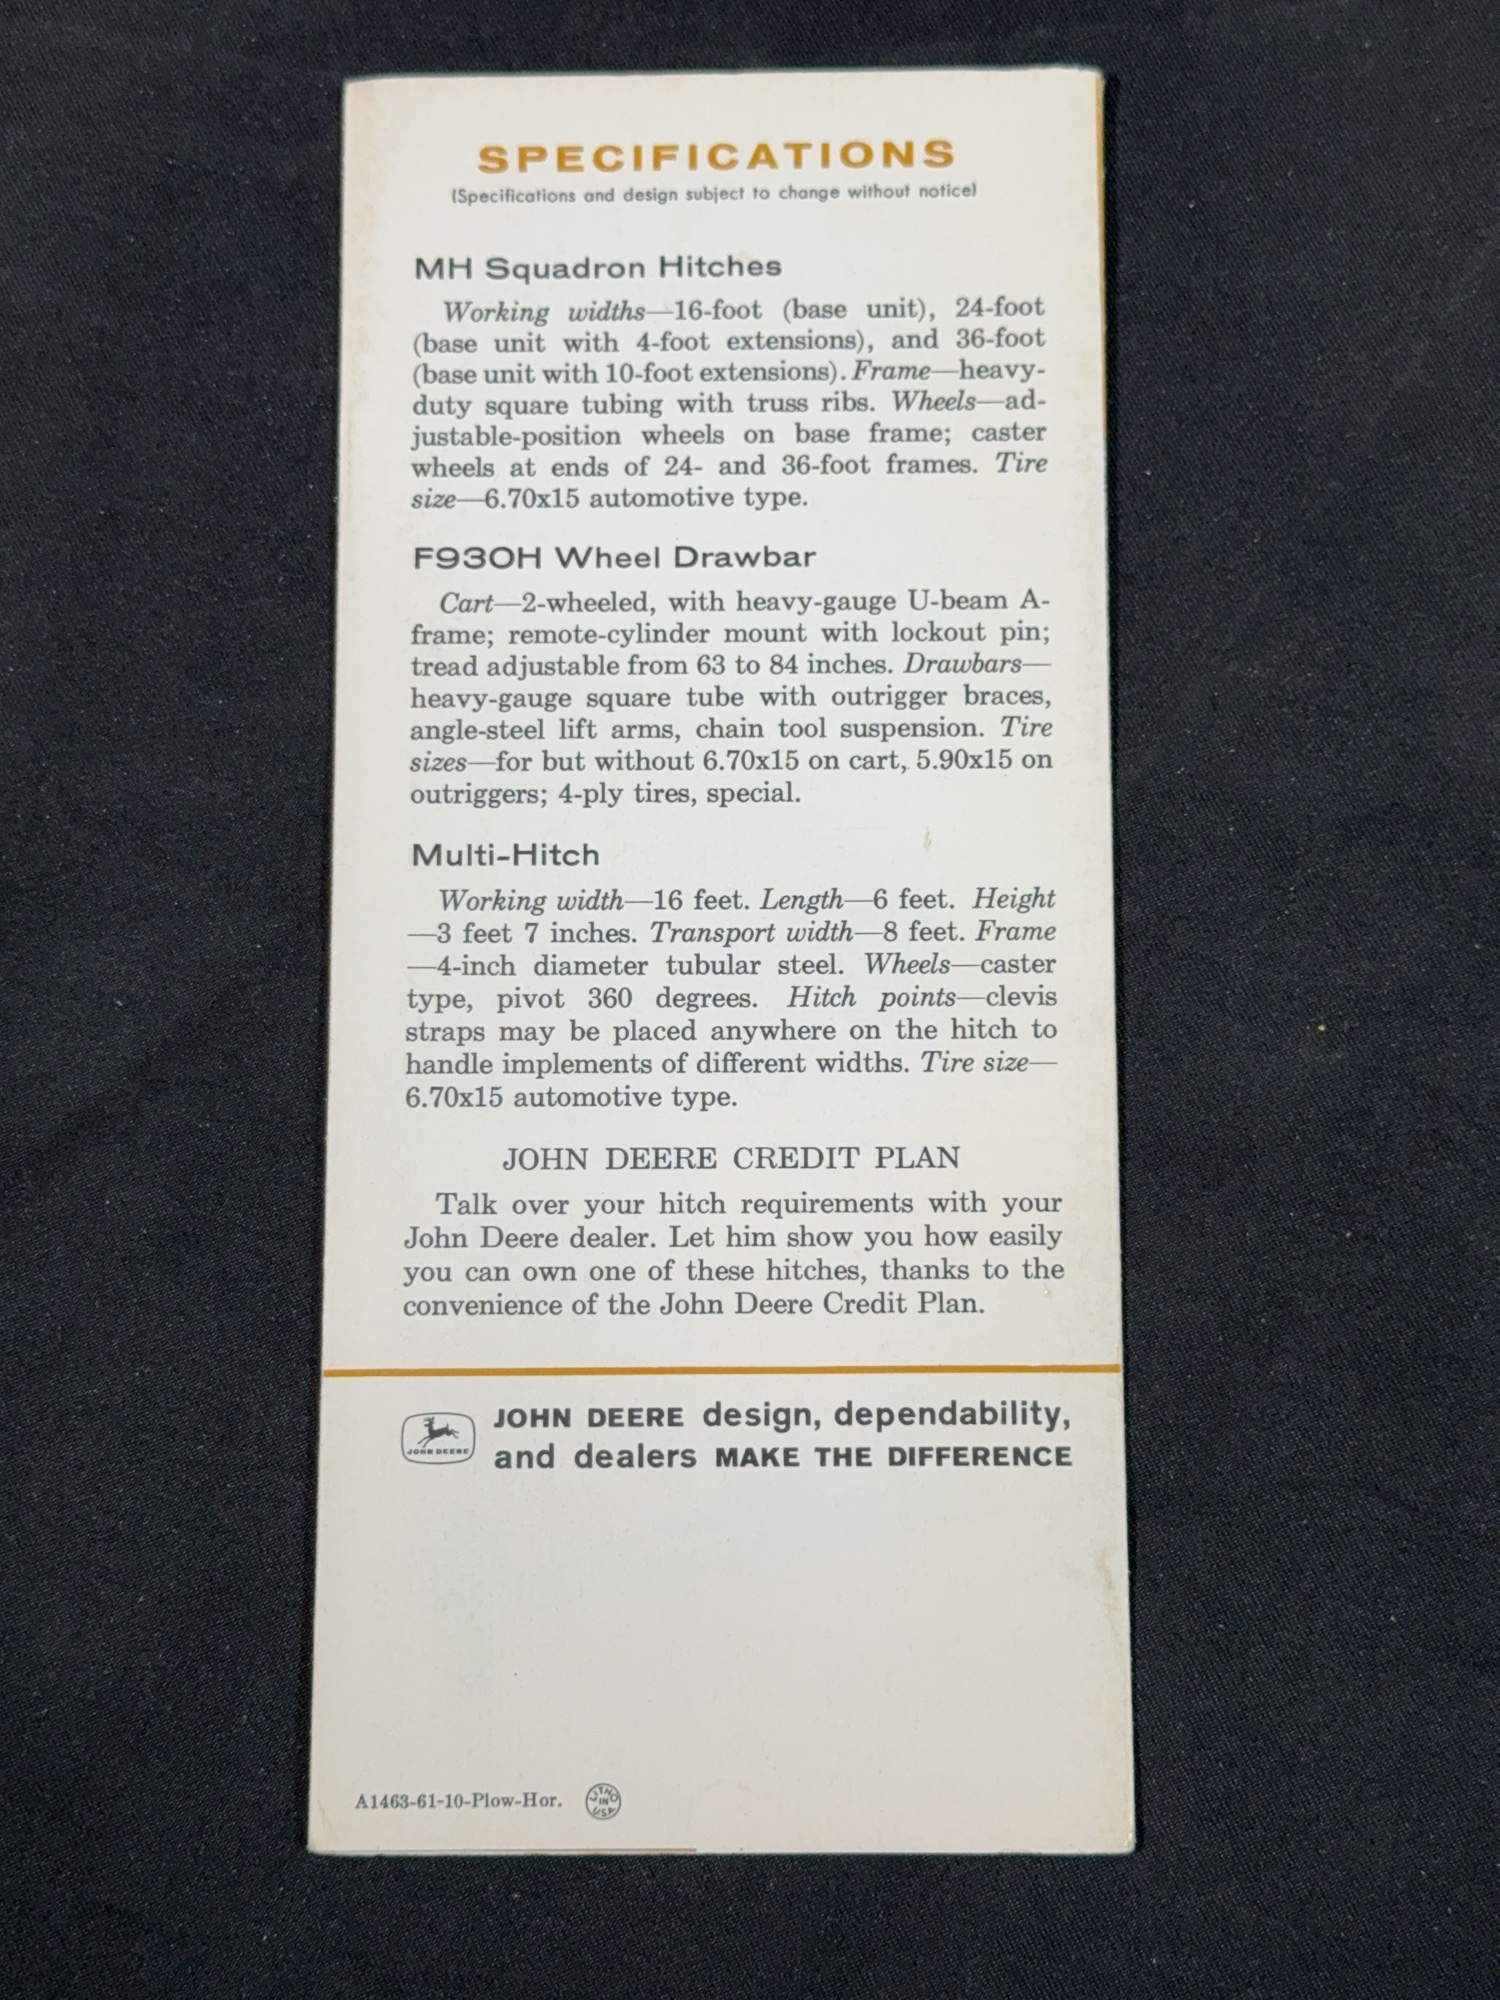 SPECIFICATIONS
(Specifications and design subject to change without notice)
MH Squadron Hitches
Working widths—16-foot (base unit), 24-foot
(base unit with 4-foot extensions), and 36-foot
(base unit with 10-foot extensions). Frame—heavy-
duty square tubing with truss ribs. Wheels—ad-
justable-position wheels on base frame; caster
wheels at ends of 24- and 36-foot frames. Tire
size—6.70x15 automotive type.
F930H Wheel Drawbar
Cart—2-wheeled, with heavy-gauge U-beam A-
frame; remote-cylinder mount with lockout pin;
tread adjustable from 63 to 84 inches. Drawbars—
heavy-gauge square tube with outrigger braces,
angle-steel lift arms, chain tool suspension. Tire
sizes—for but without 6.70x15 on cart, 5.90x15 on
outriggers; 4-ply tires, special.
Multi-Hitch
Working width—16 feet. Length—6 feet. Height
—3 feet 7 inches. Transport width—8 feet. Frame
—4-inch diameter tubular steel. Wheels—caster
type, pivot 360 degrees. Hitch points—clevis
straps may be placed anywhere on the hitch to
handle implements of different widths. Tire size—
6.70x15 automotive type.
JOHN DEERE CREDIT PLAN
Talk over your hitch requirements with your
John Deere dealer. Let him show you how easily
you can own one of these hitches, thanks to the
convenience of the John Deere Credit Plan.
JOHN DEERE
JOHN DEERE design, dependability,
and dealers MAKE THE DIFFERENCE
A1463-61-10-Plow-Hor.
LITHO
IN
USA